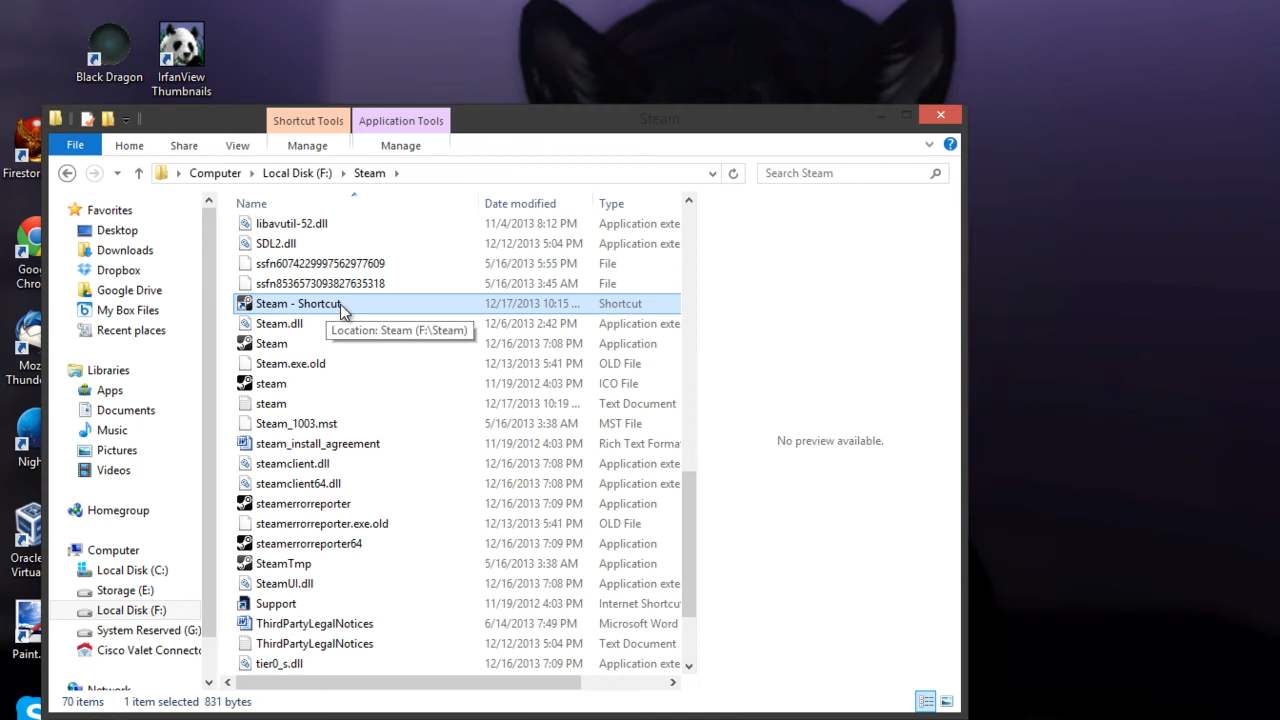 Black Dragon
IrfanView
Thumbnails
Shortcut Tools
Application Tools
Steam
File
Home
Share
View
Manage
Manage
Computer
Local Disk (F:)
Steam
Search Steam
Firestor
Goog
Chro
Moz
Thund
Nigh
Oracle
Virtua
Paint.
Favorites
Desktop
Downloads
Dropbox
Google Drive
My Box Files
Recent places
Libraries
Apps
Documents
Music
Pictures
Videos
Homegroup
Computer
Local Disk (C:)
Storage (E:)
Local Disk (F:)
System Reserved (G:)
Cisco Valet Connecto
Network
Name Date modified Type
libavutil-52.dll 11/4/2013 8:12 PM Application exte
SDL2.dll 12/12/2013 5:04 PM Application exte
ssfn6074229997562977609 5/16/2013 5:55 PM File
ssfn8536573093827635318 5/16/2013 3:45 AM File
Steam - Shortcut 12/17/2013 10:15 ... Shortcut
Steam.dll 12/6/2013 2:42 PM Application exte
Location: Steam (F:\Steam)
Steam 12/16/2013 7:08 PM Application
Steam.exe.old 12/13/2013 5:41 PM OLD File
steam 11/19/2012 4:03 PM ICO File
steam 12/17/2013 10:19 ... Text Document
Steam_1003.mst 5/16/2013 3:38 AM MST File
steam_install_agreement 11/19/2012 4:03 PM Rich Text Forma
steamclient.dll 12/16/2013 7:08 PM Application exte
steamclient64.dll 12/16/2013 7:08 PM Application exte
steamerrorreporter 12/16/2013 7:09 PM Application
steamerrorreporter.exe.old 12/13/2013 5:41 PM OLD File
steamerrorreporter64 12/16/2013 7:09 PM Application
SteamTmp 5/16/2013 3:38 AM Application
SteamUI.dll 12/16/2013 7:08 PM Application exte
Support 11/19/2012 4:03 PM Internet Shortcu
ThirdPartyLegalNotices 6/14/2013 7:49 PM Microsoft Word
ThirdPartyLegalNotices 12/12/2013 5:04 PM Text Document
tier0_s.dll 12/16/2013 7:09 PM Application exte
No preview available.
70 items 1 item selected 831 bytes